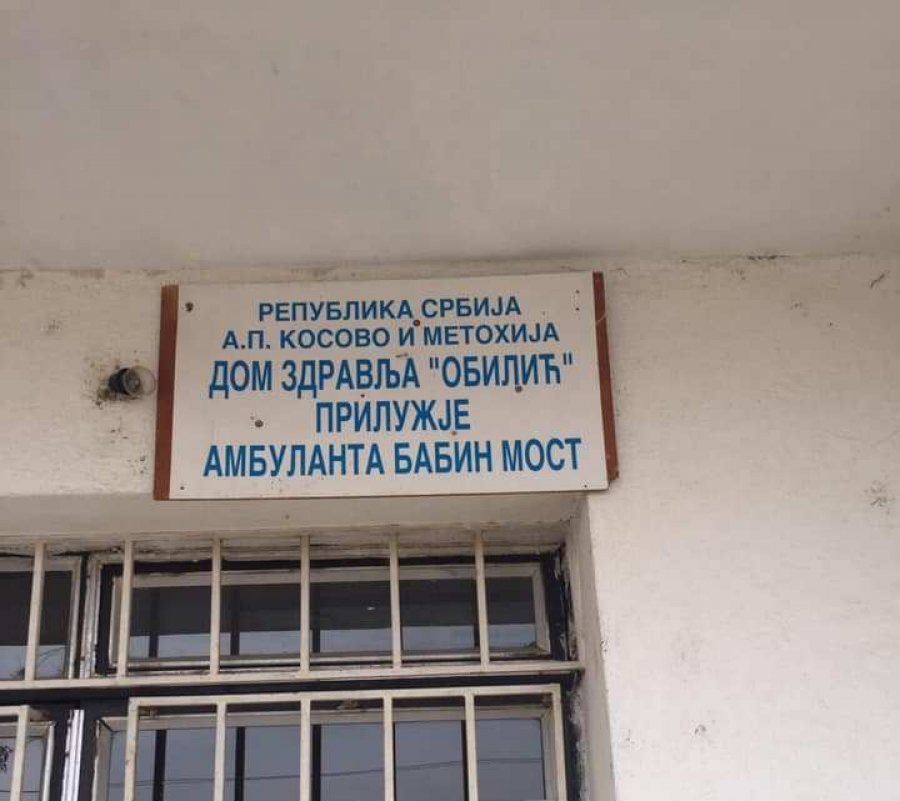 РЕПУБЛИКА СРБИЈА
А.П. КОСОВО И МЕТОХИЈА
ДОМ ЗДРАВЉА "ОБИЛИЋ"
ПРИЛУЖЈЕ
АМБУЛАНТА БАБИН МОСТ